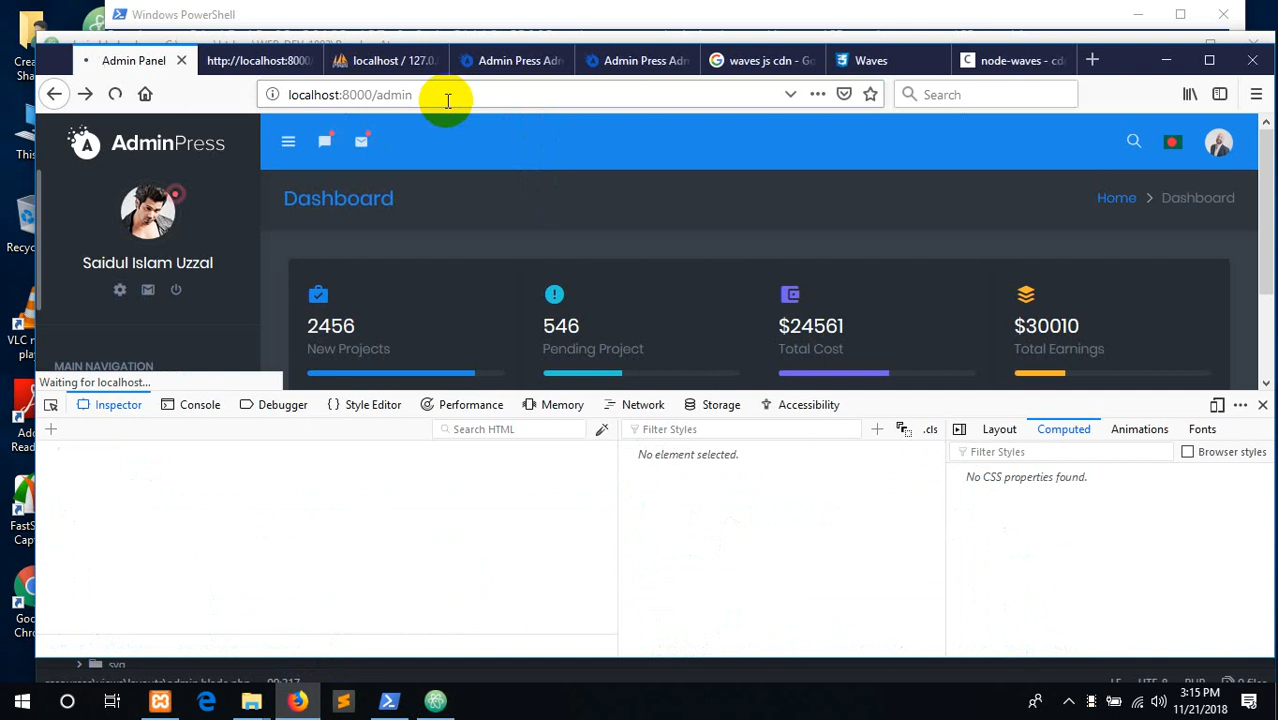 Windows PowerShell
Admin Panel
http://localhost:8000/
localhost / 127.0.
Admin Press Adm
Admin Press Adm
waves js cdn - Go
Waves
node-waves - cd
localhost:8000/admin
Search
AdminPress
Saidul Islam Uzzal
MAIN NAVIGATION
Dashboard
Home > Dashboard
2456
New Projects
546
Pending Project
$24561
Total Cost
$30010
Total Earnings
Waiting for localhost...
Inspector
Console
Debugger
Style Editor
Performance
Memory
Network
Storage
Accessibility
Search HTML
Filter Styles
.cls
Layout
Computed
Animations
Fonts
No element selected.
Filter Styles
Browser styles
No CSS properties found.
svg
3:15 PM
11/21/2018